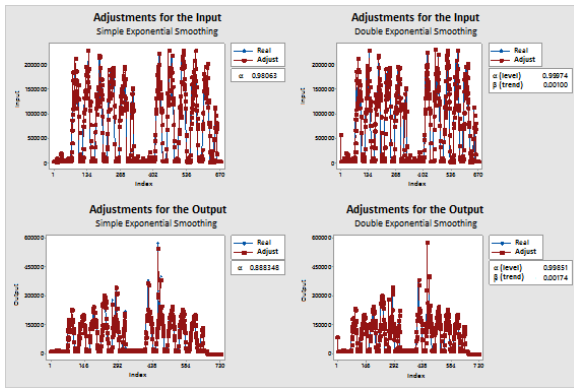 Adjustments for the Input
Simple Exponential Smoothing
Real
Adjust
α 0.98063
Input
2000000
1500000
1000000
500000
0
1 134 268 402 536 670
Index
Adjustments for the Input
Double Exponential Smoothing
Real
Adjust
α (level) 0.99974
β (trend) 0.00100
Input
2000000
1500000
1000000
500000
0
1 134 268 402 536 670
Index
Adjustments for the Output
Simple Exponential Smoothing
Real
Adjust
α 0.888348
Output
600000
450000
300000
150000
0
1 146 292 438 584 730
Index
Adjustments for the Output
Double Exponential Smoothing
Real
Adjust
α (level) 0.99851
β (trend) 0.00174
Output
600000
450000
300000
150000
0
1 146 292 438 584 730
Index